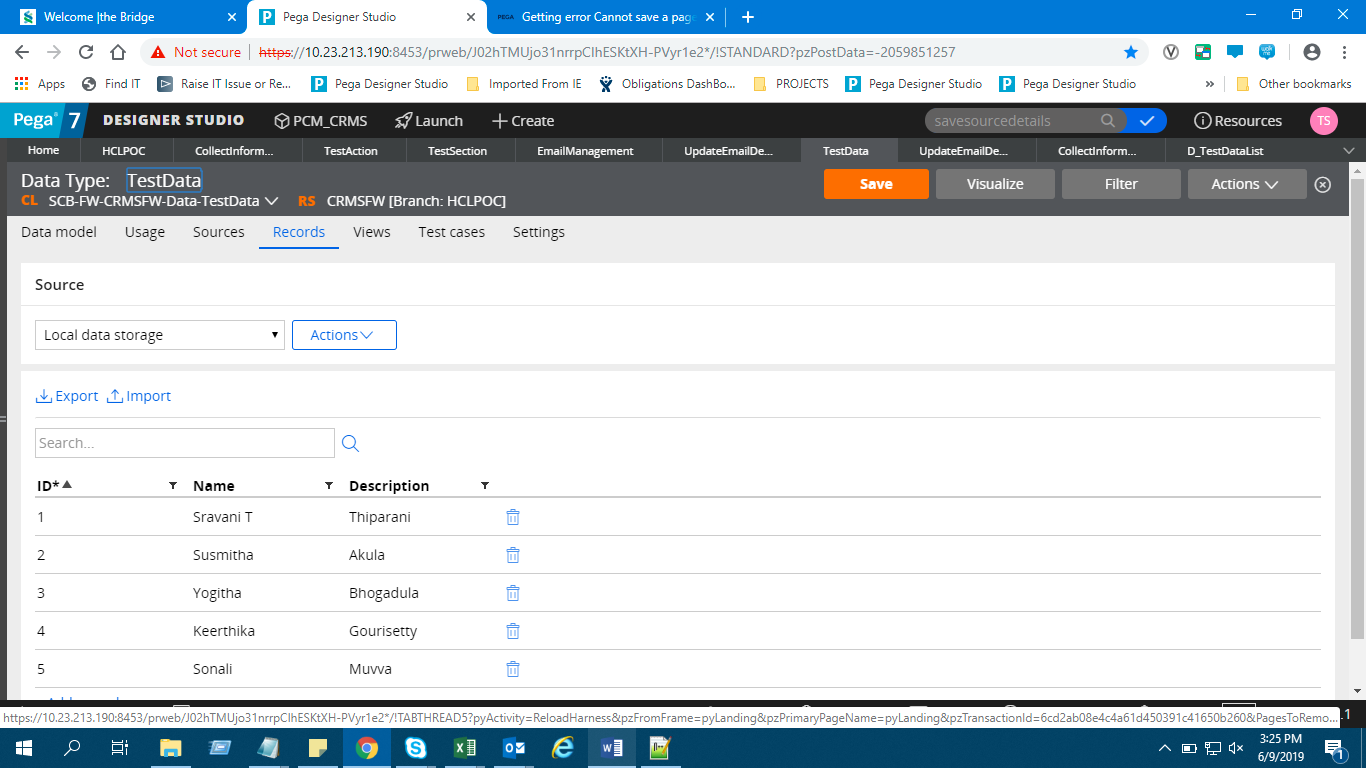 Welcome |the Bridge
Pega Designer Studio
PEGA Getting error Cannot save a pag
Not secure https://10.23.213.190:8453/prweb/J02hTMUjo31nrrpCIhESKtXH-PVyr1e2*/!STANDARD?pzPostData=-2059851257
Apps Find IT Raise IT Issue or Re... Pega Designer Studio Imported From IE Obligations DashBo... PROJECTS Pega Designer Studio Pega Designer Studio » Other bookmarks
Pega 7 DESIGNER STUDIO PCM_CRMS Launch Create savesourcedetails Resources TS
Home HCLPOC CollectInform... TestAction TestSection EmailManagement UpdateEmailDe... TestData UpdateEmailDe... CollectInform... D_TestDataList
Data Type: TestData Save Visualize Filter Actions
CL SCB-FW-CRMSFW-Data-TestData RS CRMSFW [Branch: HCLPOC]
Data model Usage Sources Records Views Test cases Settings
Source
Local data storage Actions
Export Import
Search...
ID* Name Description
1 Sravani T Thiparani
2 Susmitha Akula
3 Yogitha Bhogadula
4 Keerthika Gourisetty
5 Sonali Muvva
https://10.23.213.190:8453/prweb/J02hTMUjo31nrrpCIhESKtXH-PVyr1e2*/!TABTHREAD5?pyActivity=ReloadHarness&pzFromFrame=pyLanding&pzPrimaryPageName=pyLanding&pzTransactionId=6cd2ab08e4c4a61d450391c41650b260&PagesToRemo...
3:25 PM
6/9/2019